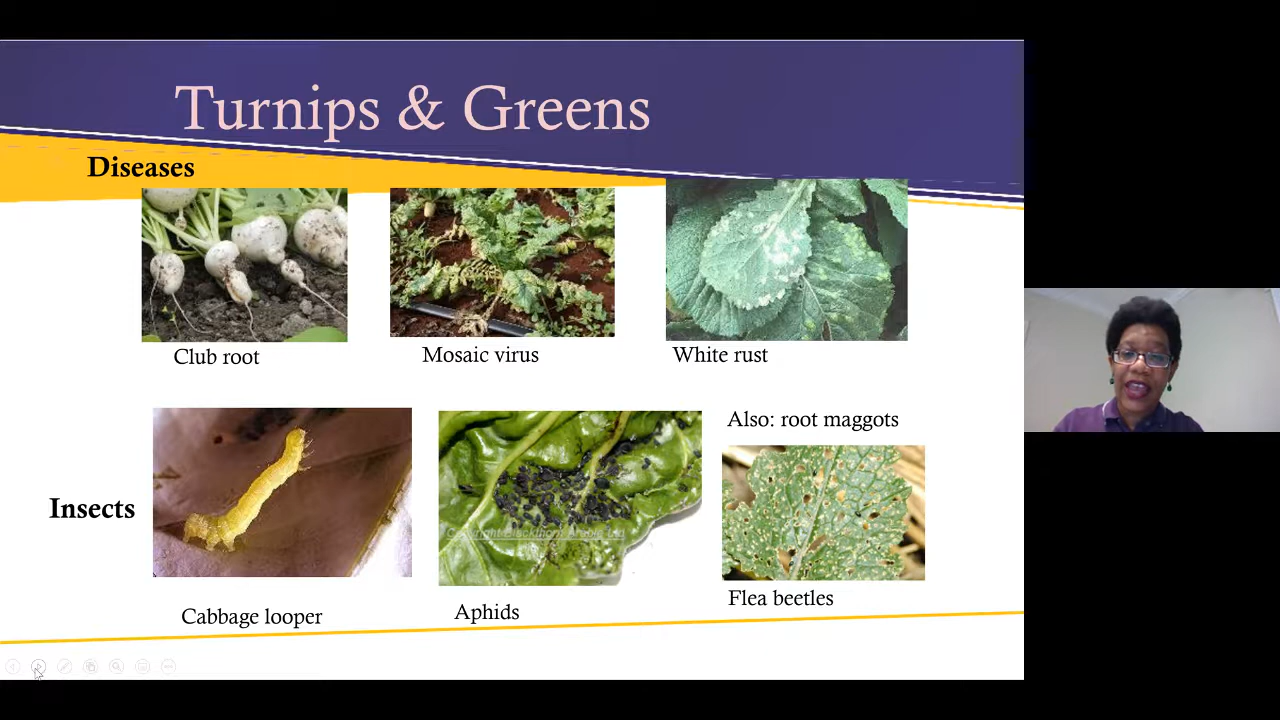 Turnips & Greens
Diseases
Club root
Mosaic virus
White rust
Also: root maggots
Insects
Cabbage looper
Aphids
Flea beetles